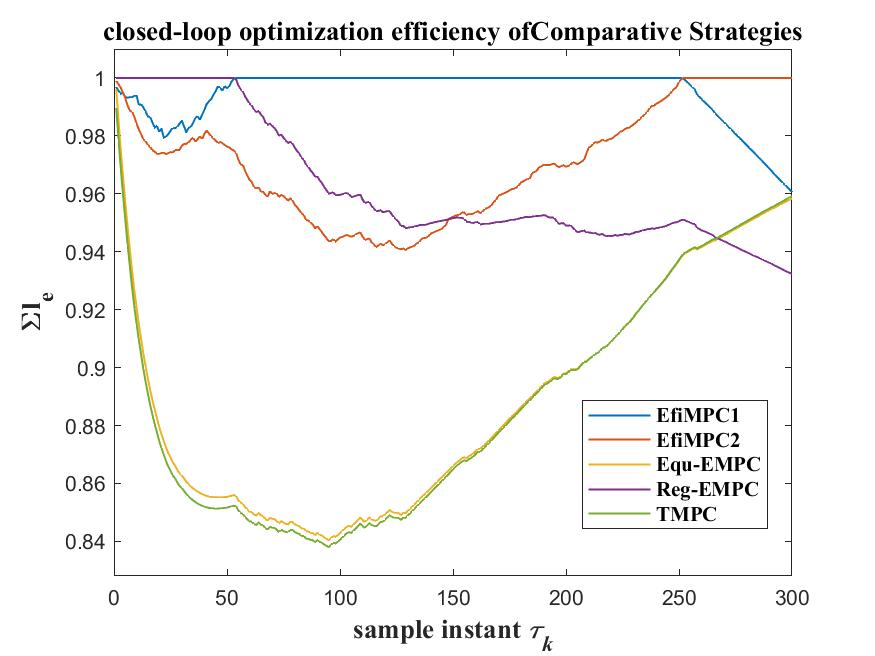 closed-loop optimization efficiency ofComparative Strategies
1
0.98
0.96
0.94
0.92
0.9
0.88
0.86
0.84
ΣIe
0 50 100 150 200 250 300
sample instant τk
EfiMPC1
EfiMPC2
Equ-EMPC
Reg-EMPC
TMPC